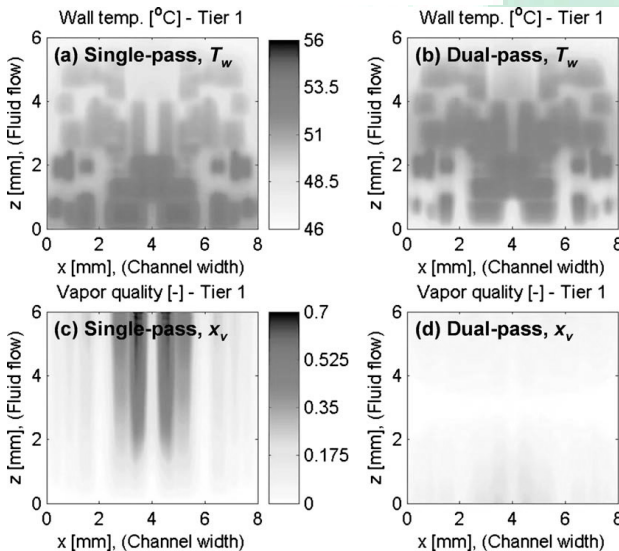 Wall temp. [°C] - Tier 1
(a) Single-pass, Tw
z [mm], (Fluid flow)
6
4
2
0
0 2 4 6 8
x [mm], (Channel width)
56
53.5
51
48.5
46
Wall temp. [°C] - Tier 1
(b) Dual-pass, Tw
z [mm], (Fluid flow)
6
4
2
0
0 2 4 6 8
x [mm], (Channel width)
Vapor quality [-] - Tier 1
(c) Single-pass, xv
z [mm], (Fluid flow)
6
4
2
0
0 2 4 6 8
x [mm], (Channel width)
0.7
0.525
0.35
0.175
0
Vapor quality [-] - Tier 1
(d) Dual-pass, xv
z [mm], (Fluid flow)
6
4
2
0
0 2 4 6 8
x [mm], (Channel width)